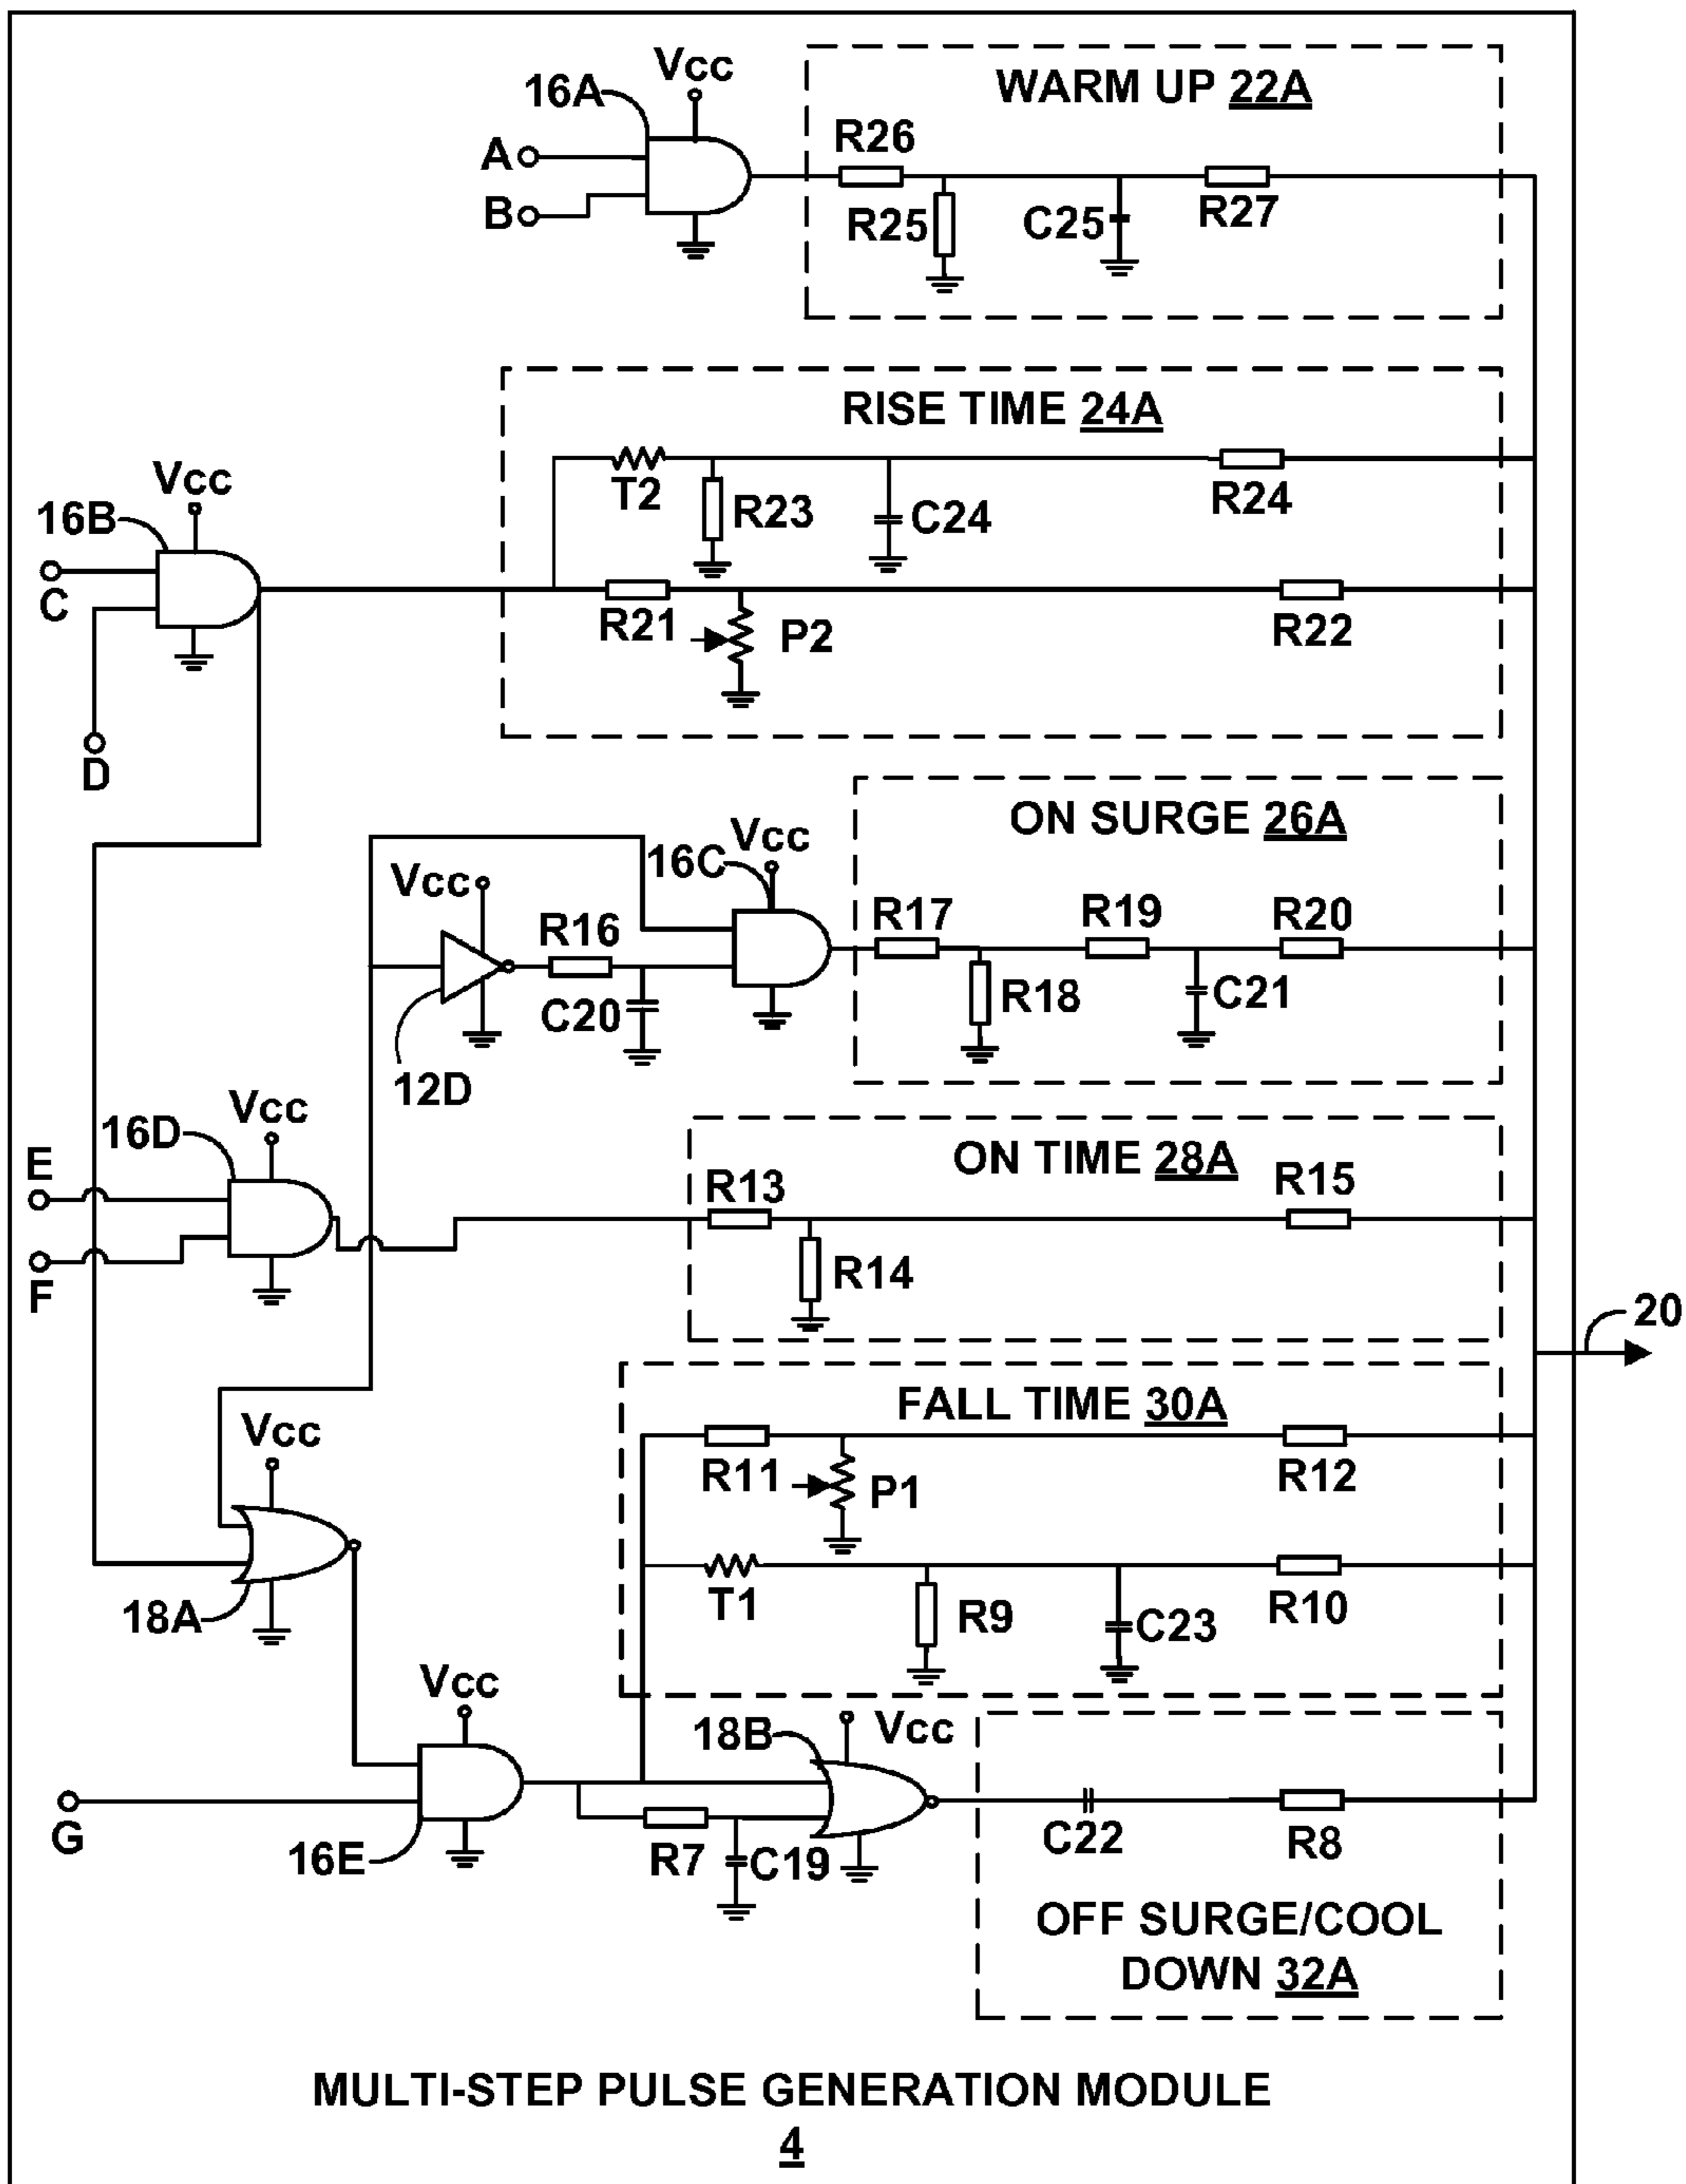 Vcc
16A
A
B
WARM UP 22A
R26
R25
C25
R27
RISE TIME 24A
T2
R23
C24
R24
Vcc
16B
C
D
R21
P2
R22
ON SURGE 26A
Vcc
16C
Vcc
R16
C20
12D
R17
R18
R19
C21
R20
Vcc
16D
E
F
ON TIME 28A
R13
R14
R15
20
FALL TIME 30A
R11
P1
R12
Vcc
18A
T1
R9
C23
R10
Vcc
G
16E
18B
Vcc
R7
C19
C22
R8
OFF SURGE/COOL
DOWN 32A
MULTI-STEP PULSE GENERATION MODULE
4